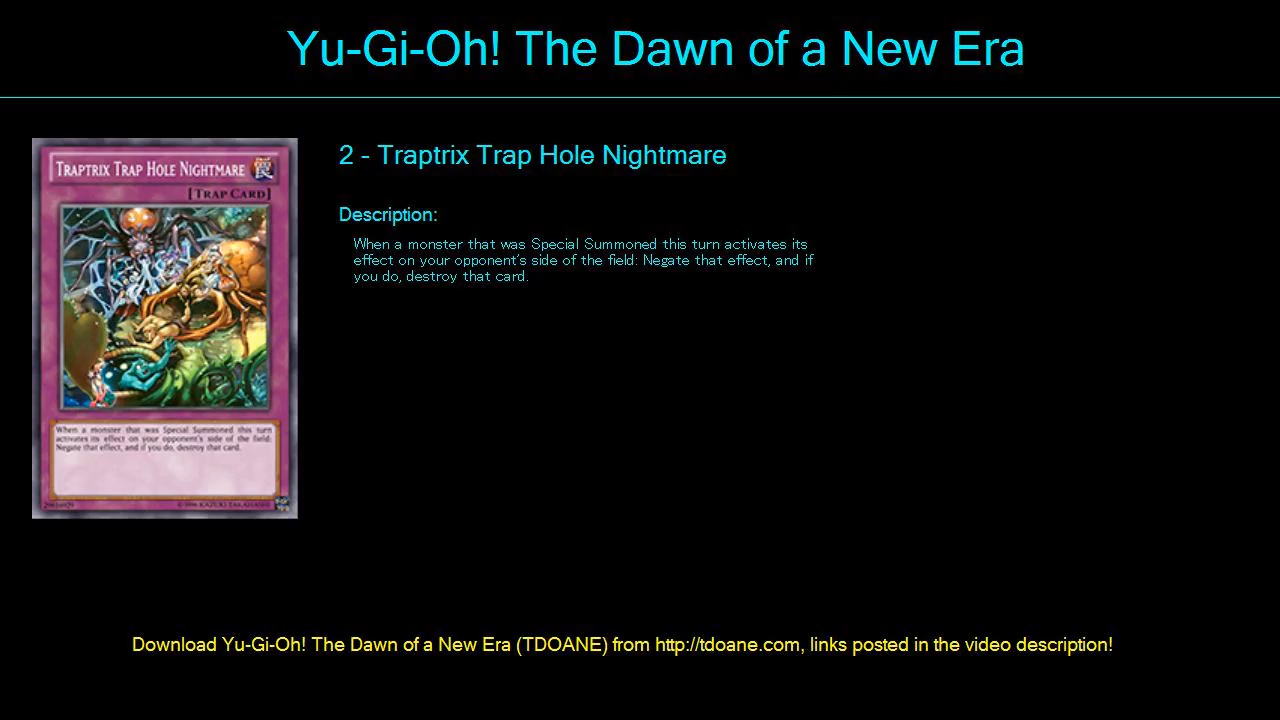 Yu-Gi-Oh! The Dawn of a New Era
TRAPTRIX TRAP HOLE NIGHTMARE
[TRAP CARD]
When a monster that was Special Summoned this turn
activates its effect on your opponent's side of the field:
Negate that effect, and if you do, destroy that card.
©1996 KAZUKI TAKAHASHI
2 - Traptrix Trap Hole Nightmare
Description:
When a monster that was Special Summoned this turn activates its
effect on your opponent's side of the field: Negate that effect, and if
you do, destroy that card.
Download Yu-Gi-Oh! The Dawn of a New Era (TDOANE) from http://tdoane.com, links posted in the video description!